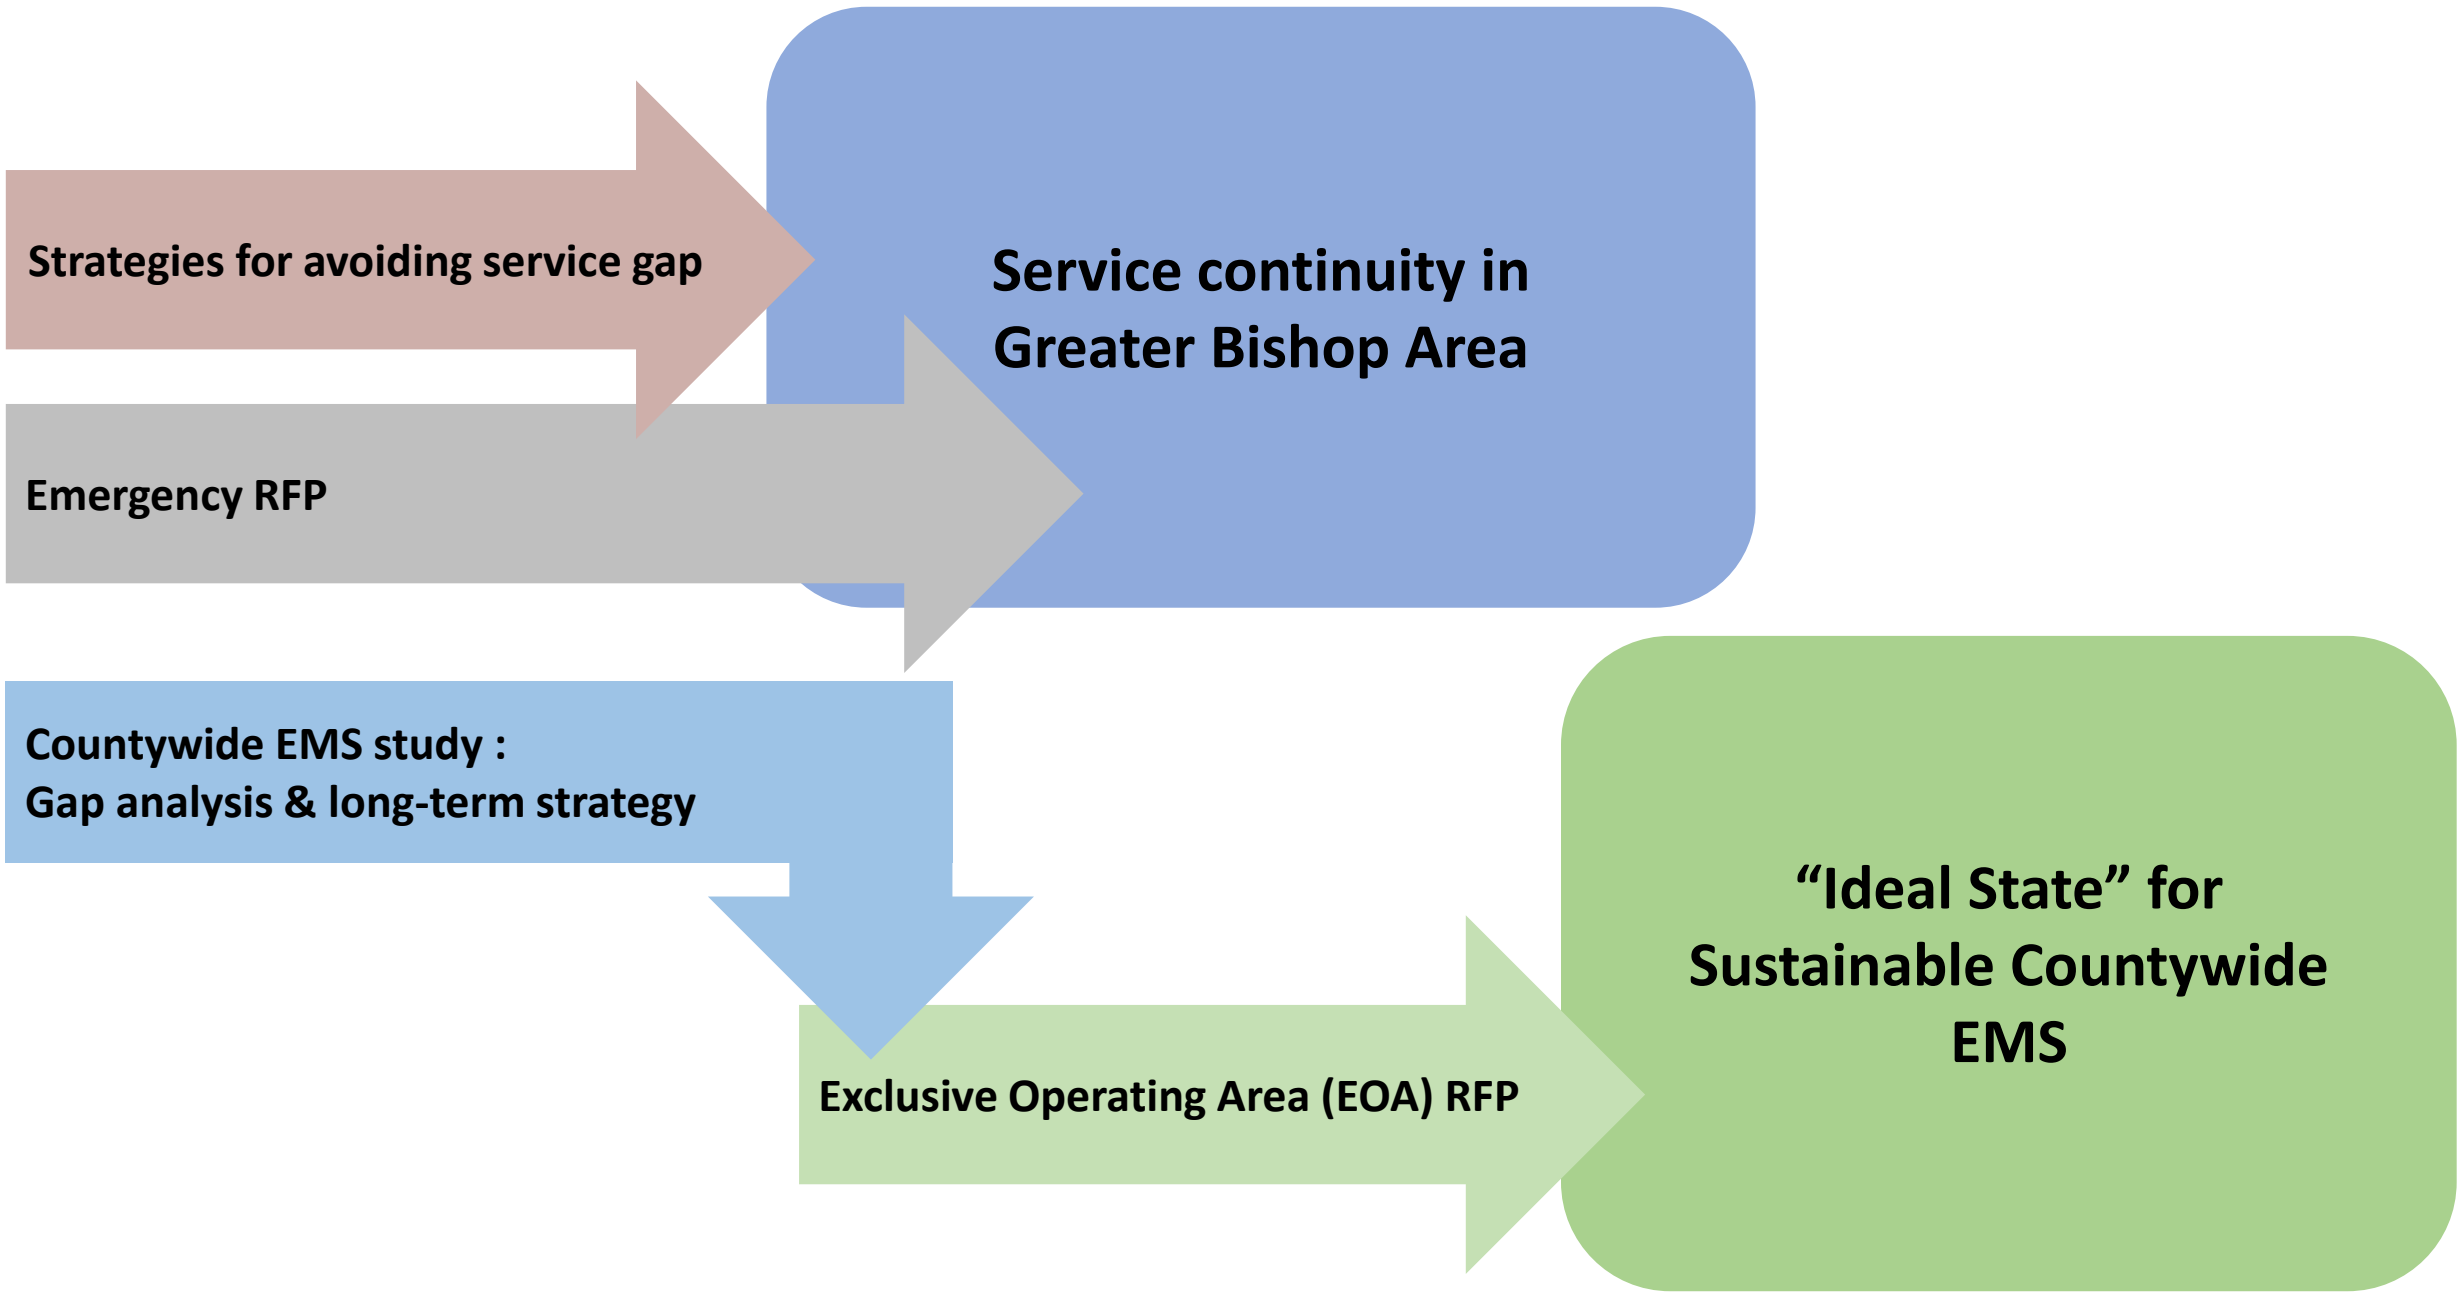 Strategies for avoiding service gap
Service continuity in
Greater Bishop Area
Emergency RFP
Countywide EMS study :
Gap analysis & long-term strategy
“Ideal State” for
Sustainable Countywide
EMS
Exclusive Operating Area (EOA) RFP